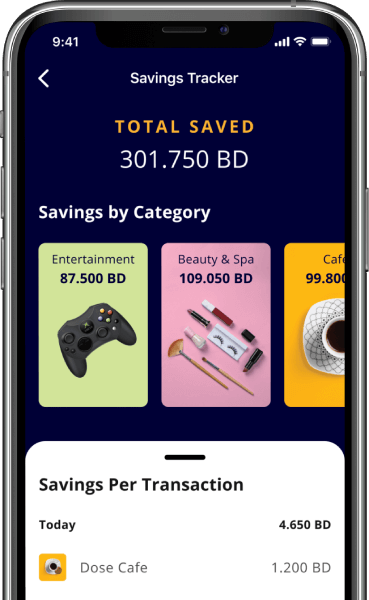 9:41
Savings Tracker
TOTAL SAVED
301.750 BD
Savings by Category
Entertainment
87.500 BD
Beauty & Spa
109.050 BD
Cafe
99.800
Savings Per Transaction
Today 4.650 BD
Dose Cafe 1.200 BD